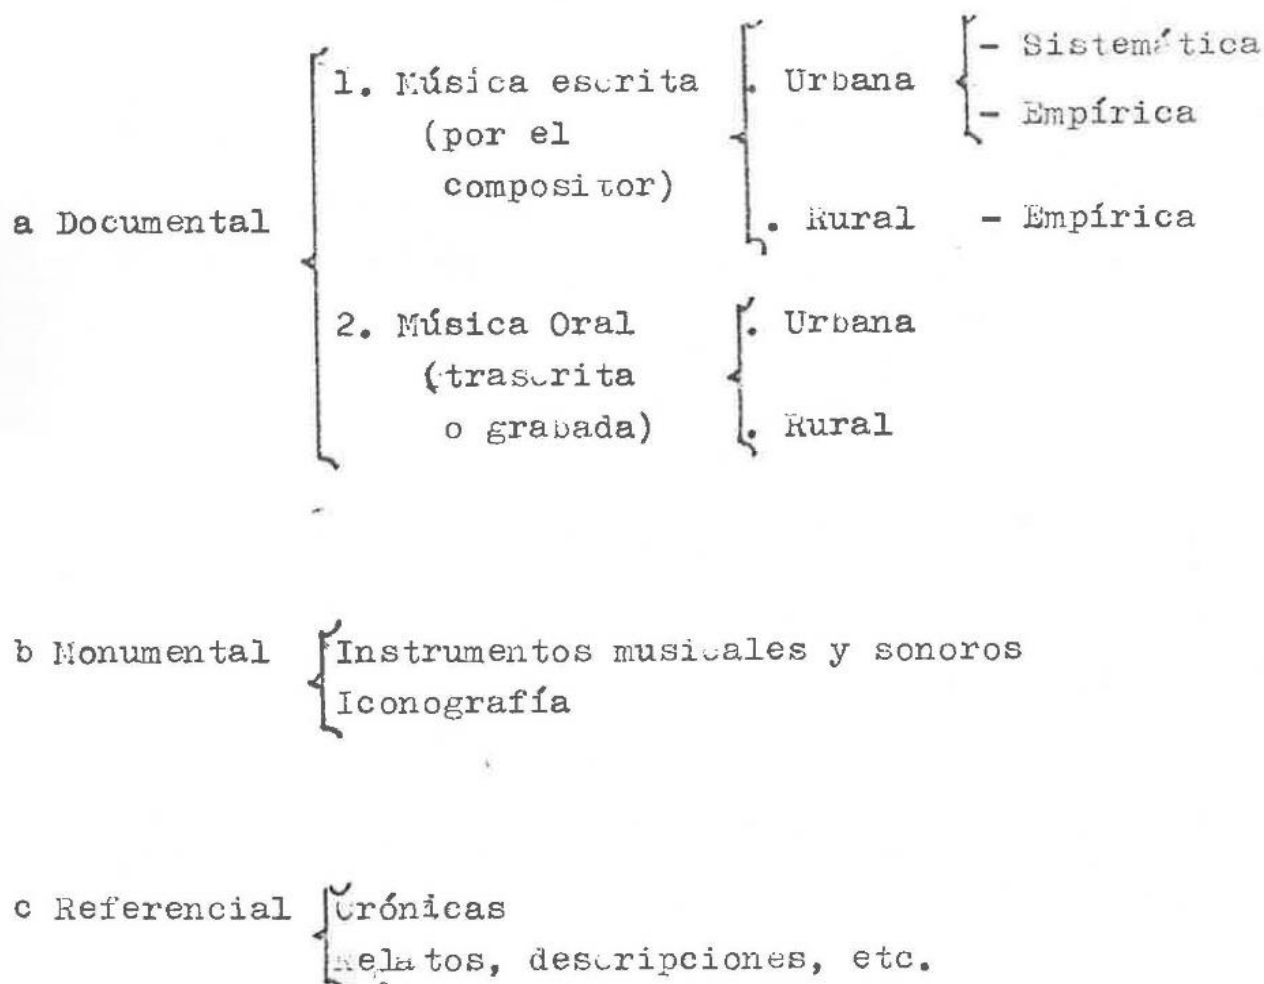 - Sistemática
1. Música escrita . Urbana
- Empírica
(por el
compositor)
a Documental . Rural - Empírica
2. Música Oral . Urbana
(trascrita
o grabada) . Rural
b Monumental Instrumentos musicales y sonoros
Iconografía
c Referencial Crónicas
Relatos, descripciones, etc.